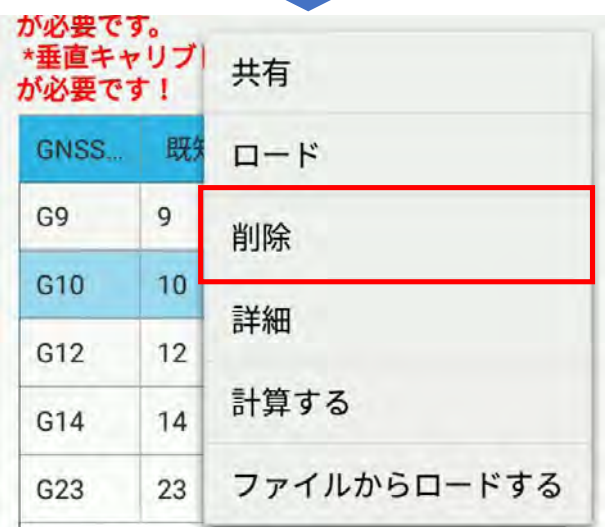 が必要です。
*垂直キャリブ
が必要です！
共有
ロード
削除
詳細
計算する
ファイルからロードする
GNSS... 既知
G9 9
G10 10
G12 12
G14 14
G23 23